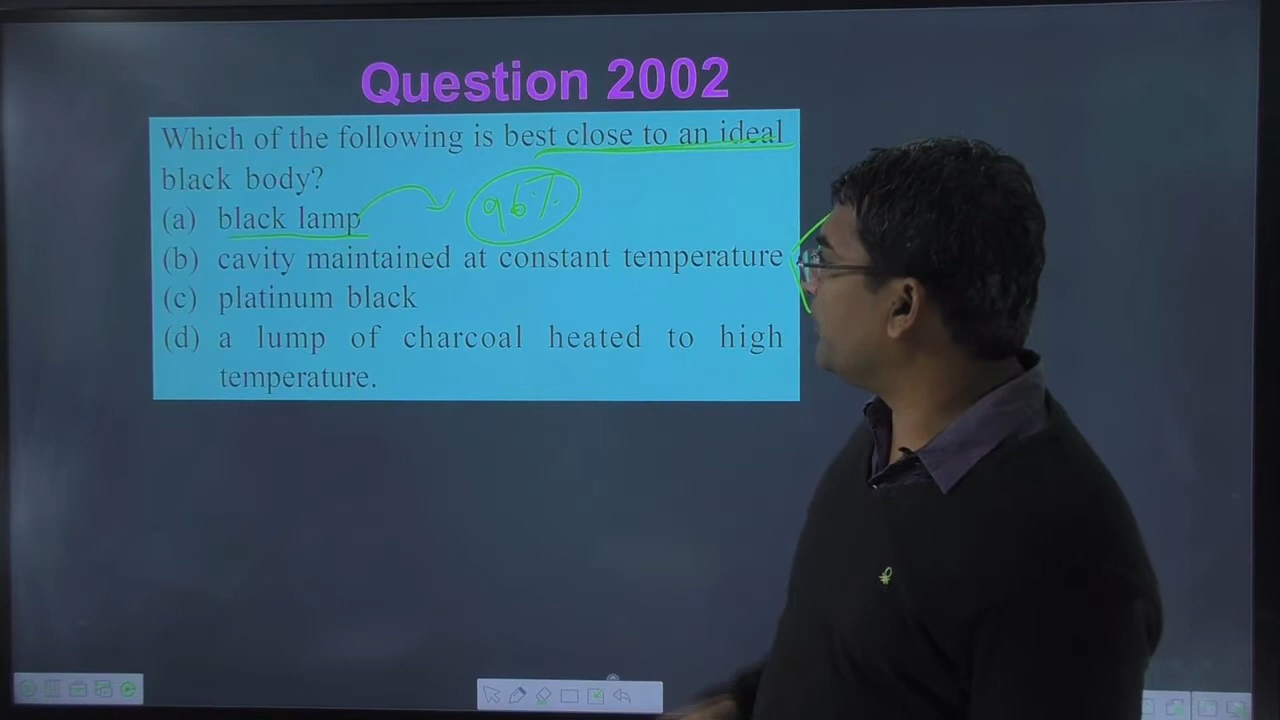 Question 2002
Which of the following is best close to an ideal
black body?
(a) black lamp
96%
(b) cavity maintained at constant temperature
(c) platinum black
(d) a lump of charcoal heated to high
temperature.